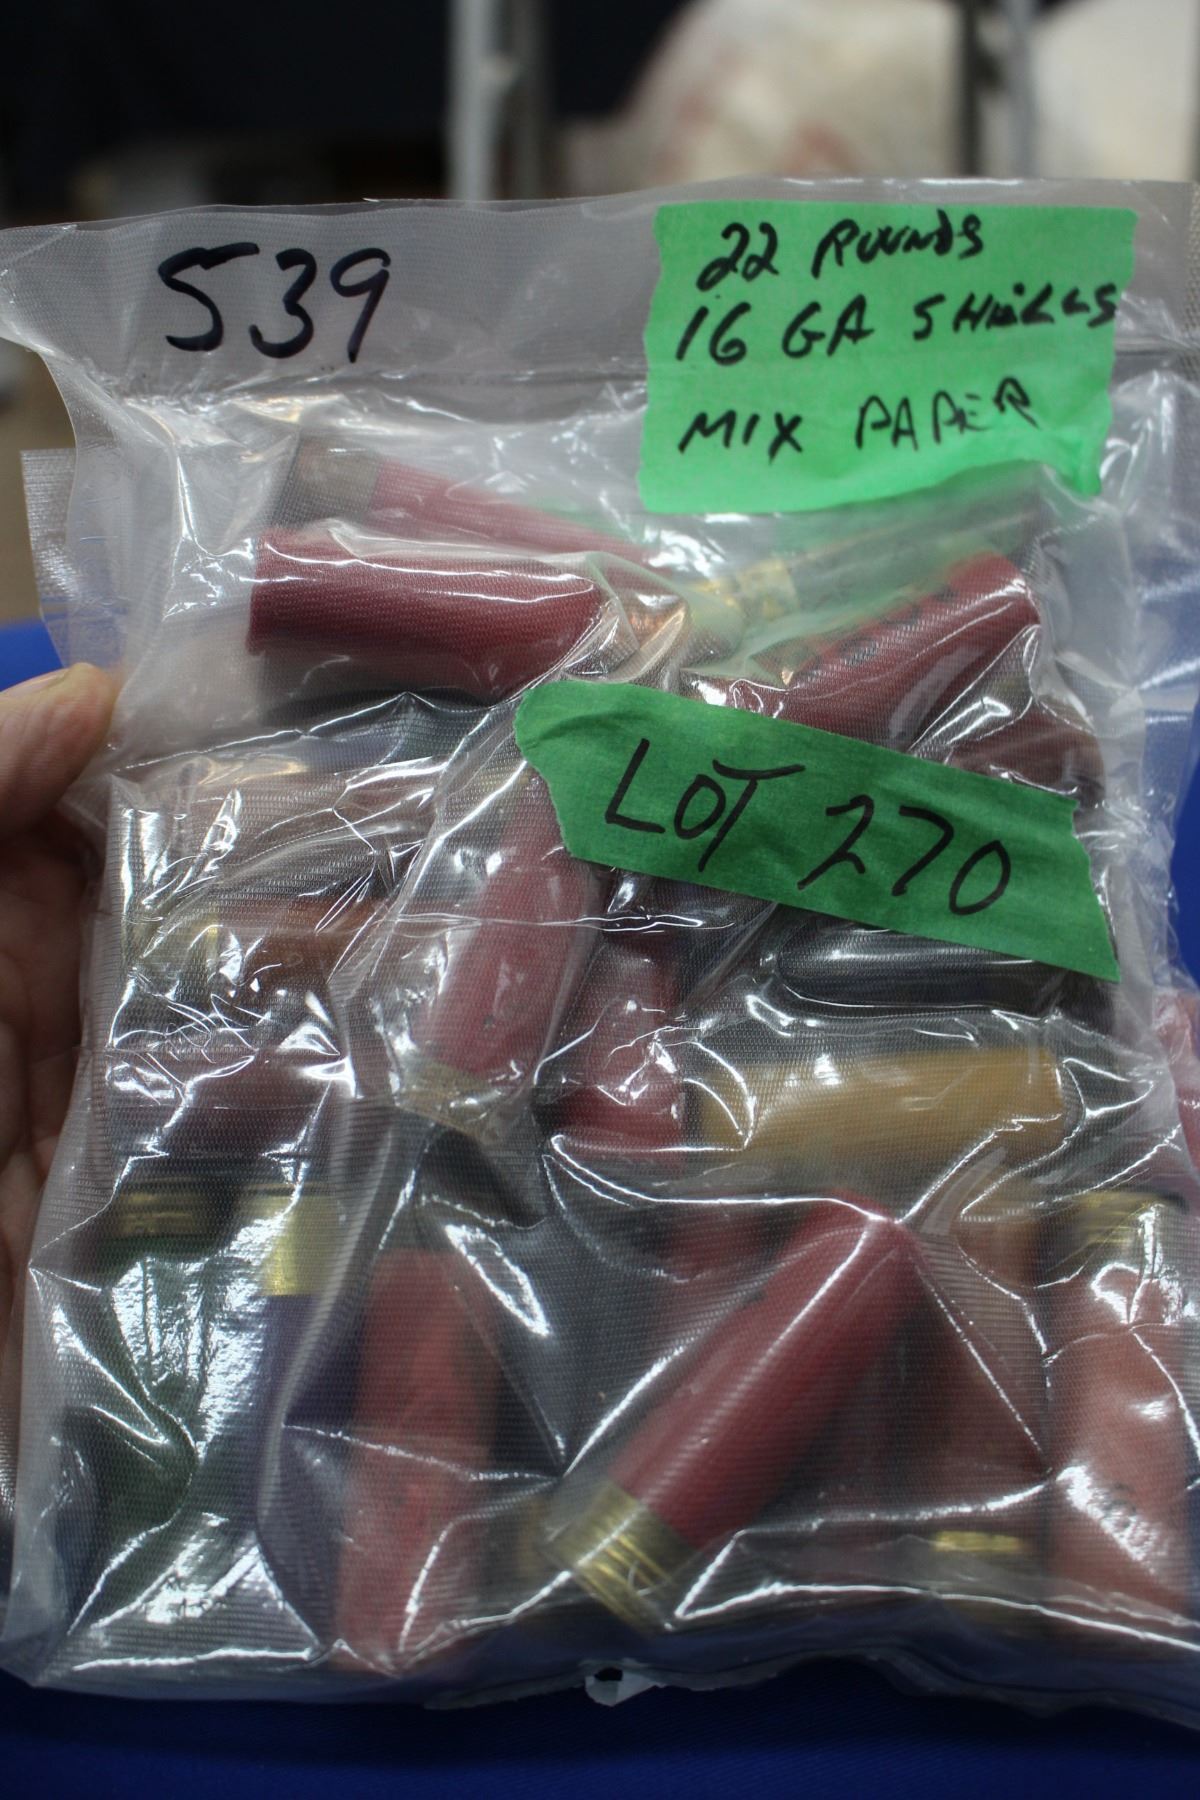 539
22 ROUNDS
16 GA SHELLS
MIX PAPER
LOT 270